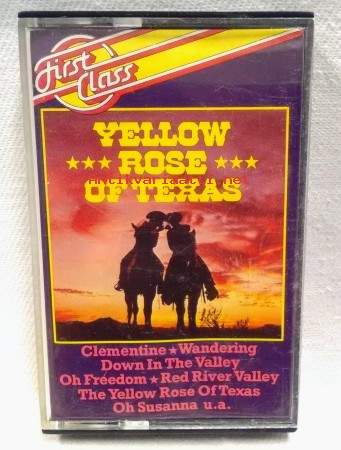 First
Class
YELLOW
ROSE
OF TEXAS
Clementine ★ Wandering
Down In The Valley
Oh Freedom ★ Red River Valley
The Yellow Rose Of Texas
Oh Susanna u.a.